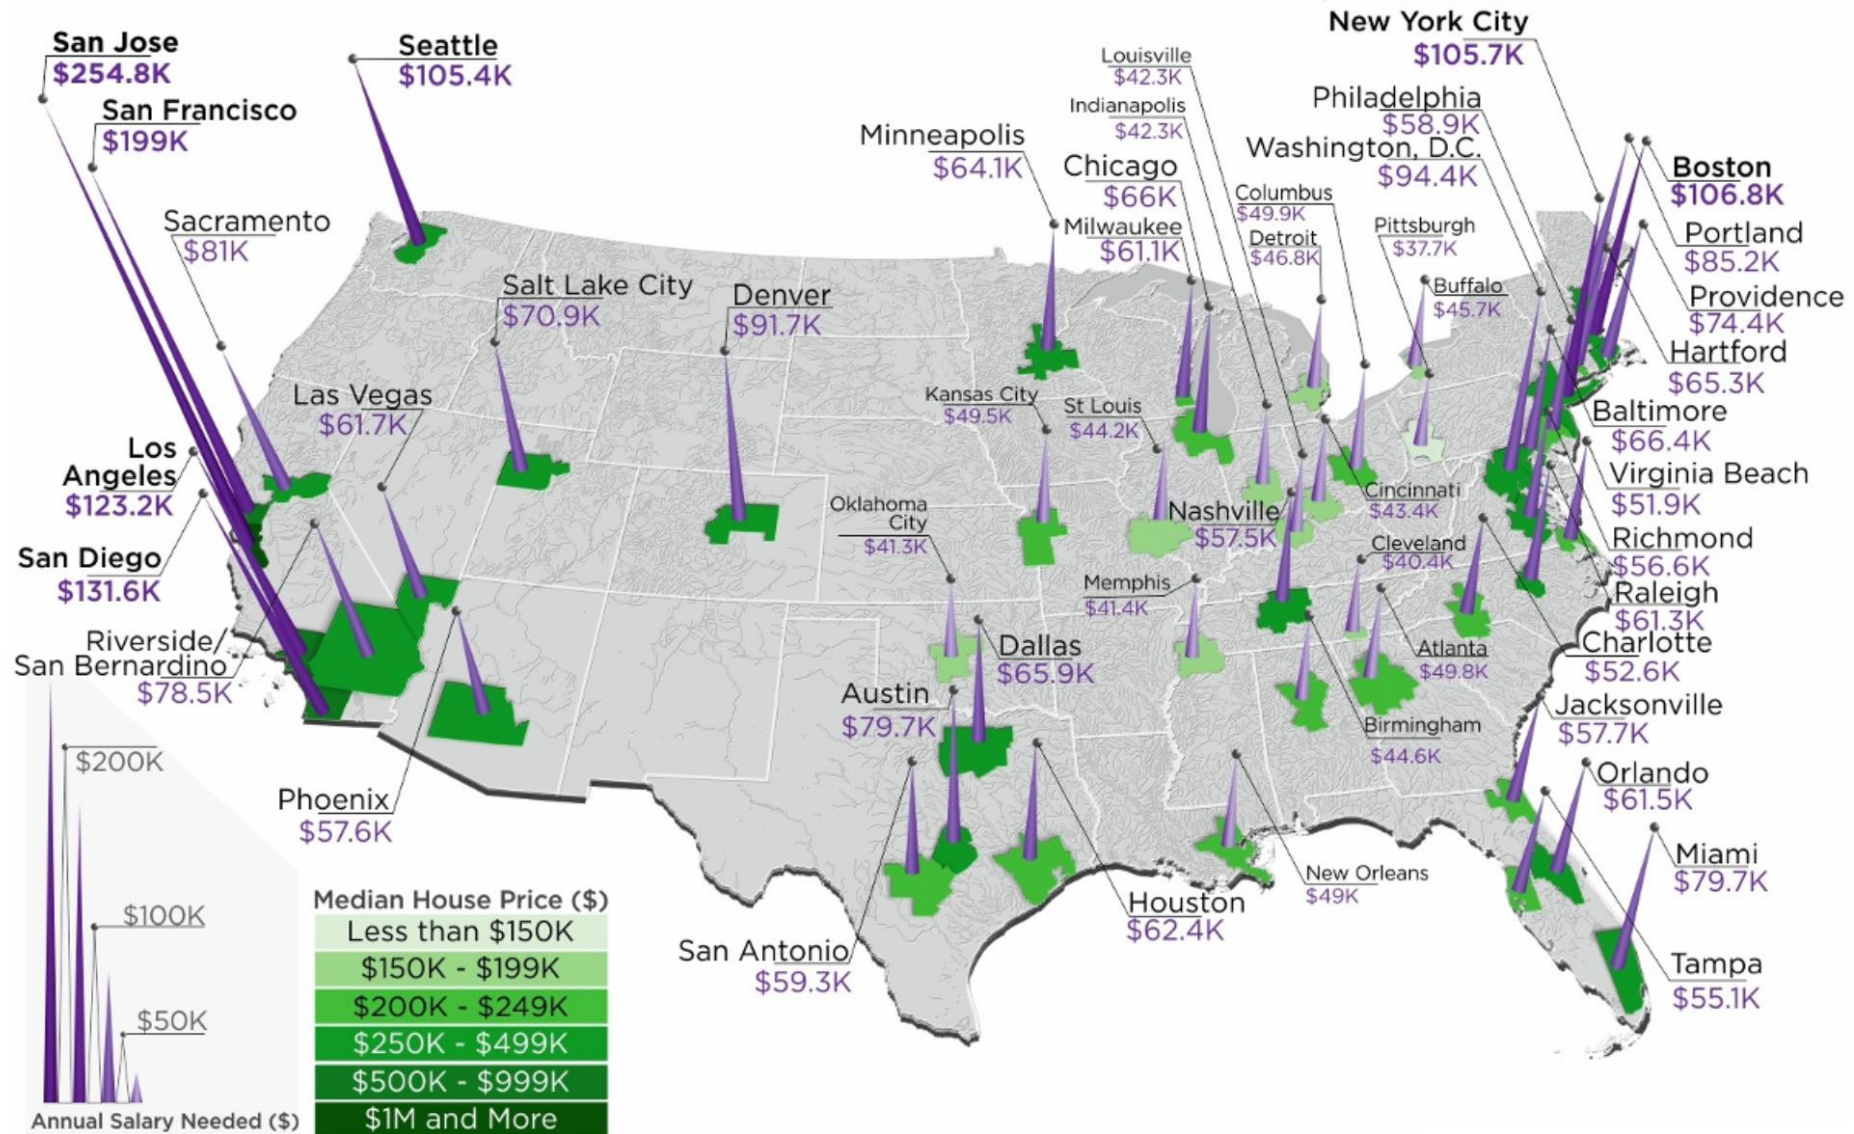 San Jose
$254.8K
San Francisco
$199K
Seattle
$105.4K
Sacramento
$81K
Salt Lake City
$70.9K
Denver
$91.7K
Las Vegas
$61.7K
Los
Angeles
$123.2K
San Diego
$131.6K
Riverside/
San Bernardino
$78.5K
Phoenix
$57.6K
Minneapolis
$64.1K
Louisville
$42.3K
Indianapolis
$42.3K
Chicago
$66K
Milwaukee
$61.1K
New York City
$105.7K
Philadelphia
$58.9K
Washington, D.C.
$94.4K
Columbus
$49.9K
Detroit
$46.8K
Pittsburgh
$37.7K
Buffalo
$45.7K
Boston
$106.8K
Portland
$85.2K
Providence
$74.4K
Hartford
$65.3K
Baltimore
$66.4K
Virginia Beach
$51.9K
Richmond
$56.6K
Raleigh
$61.3K
Charlotte
$52.6K
Kansas City
$49.5K
St Louis
$44.2K
Oklahoma
City
$41.3K
Nashville
$57.5K
Cincinnati
$43.4K
Cleveland
$40.4K
Memphis
$41.4K
Dallas
$65.9K
Austin
$79.7K
Atlanta
$49.8K
Birmingham
$44.6K
Jacksonville
$57.7K
Orlando
$61.5K
Miami
$79.7K
Tampa
$55.1K
New Orleans
$49K
Houston
$62.4K
San Antonio
$59.3K
$200K
$100K
$50K
Annual Salary Needed ($)
Median House Price ($)
Less than $150K
$150K - $199K
$200K - $249K
$250K - $499K
$500K - $999K
$1M and More